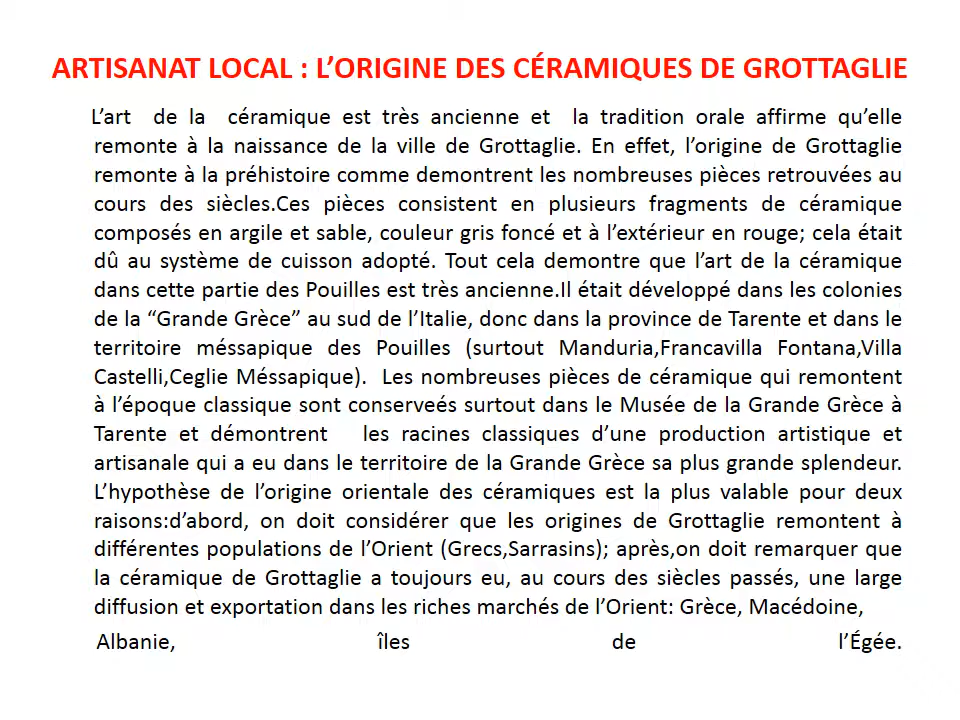 ARTISANAT LOCAL : L’ORIGINE DES CÉRAMIQUES DE GROTTAGLIE
L’art de la céramique est très ancienne et la tradition orale affirme qu’elle
remonte à la naissance de la ville de Grottaglie. En effet, l’origine de Grottaglie
remonte à la préhistoire comme demontrent les nombreuses pièces retrouvées au
cours des siècles.Ces pièces consistent en plusieurs fragments de céramique
composés en argile et sable, couleur gris foncé et à l’extérieur en rouge; cela était
dû au système de cuisson adopté. Tout cela demontre que l’art de la céramique
dans cette partie des Pouilles est très ancienne.Il était développé dans les colonies
de la “Grande Grèce” au sud de l’Italie, donc dans la province de Tarente et dans le
territoire méssapique des Pouilles (surtout Manduria,Francavilla Fontana,Villa
Castelli,Ceglie Méssapique). Les nombreuses pièces de céramique qui remontent
à l’époque classique sont conserveés surtout dans le Musée de la Grande Grèce à
Tarente et démontrent les racines classiques d’une production artistique et
artisanale qui a eu dans le territoire de la Grande Grèce sa plus grande splendeur.
L’hypothèse de l’origine orientale des céramiques est la plus valable pour deux
raisons:d’abord, on doit considérer que les origines de Grottaglie remontent à
différentes populations de l’Orient (Grecs,Sarrasins); après,on doit remarquer que
la céramique de Grottaglie a toujours eu, au cours des siècles passés, une large
diffusion et exportation dans les riches marchés de l’Orient: Grèce, Macédoine,
Albanie, îles de l’Égée.